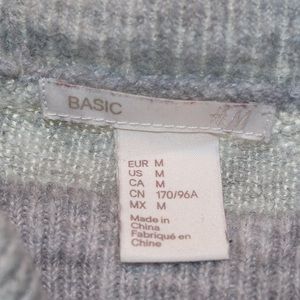 BASIC H&M
EUR M
US M
CA M
CN 170/96A
MX M
Made in
China
Fabriqué en
Chine